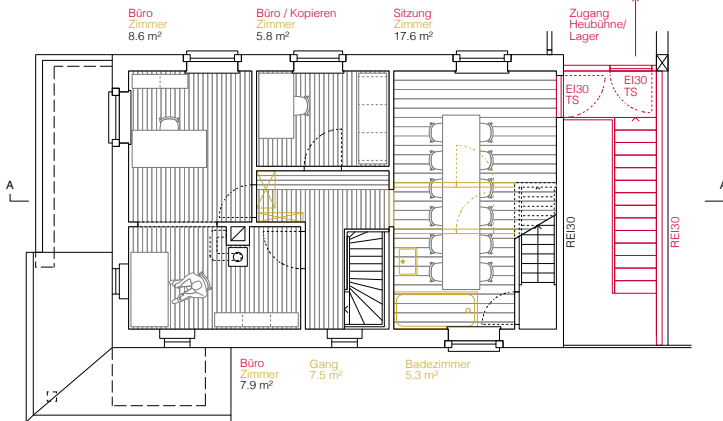 Büro
Zimmer
8.6 m²
Büro / Kopieren
Zimmer
5.8 m²
Sitzung
Zimmer
17.6 m²
Zugang
Heubühne/
Lager
EI30
TS
EI30
TS
A
A
REI30
REI30
Büro
Zimmer
7.9 m²
Gang
7.5 m²
Badezimmer
5.3 m²